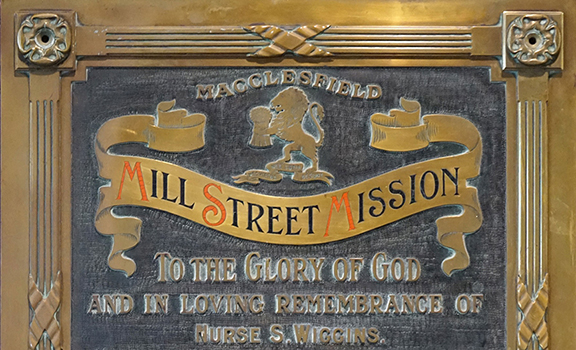 MACCLESFIELD
MILL STREET MISSION
TO THE GLORY OF GOD
AND IN LOVING REMEMBRANCE OF
NURSE S. WIGGINS.